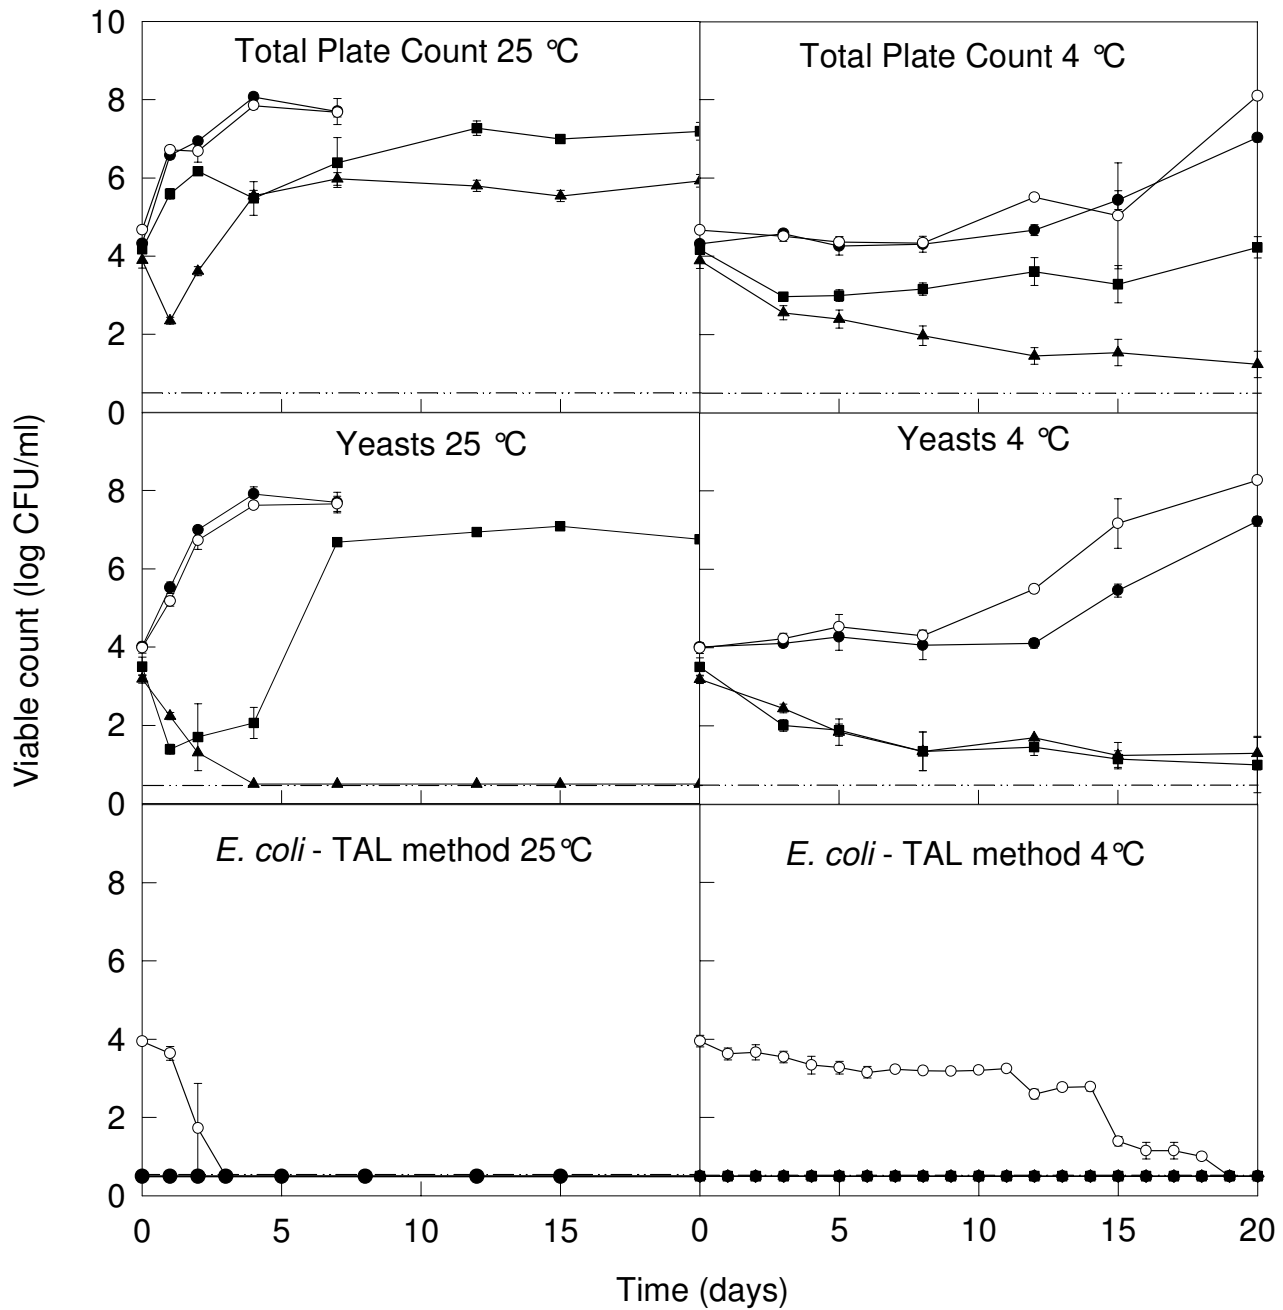 10
Total Plate Count 25 °C
Total Plate Count 4 °C
8
6
4
2
0
Yeasts 25 °C
Yeasts 4 °C
8
6
4
2
0
E. coli - TAL method 25°C
E. coli - TAL method 4°C
8
6
4
2
0
0 5 10 15 0 5 10 15 20
Time (days)
Viable count (log CFU/ml)